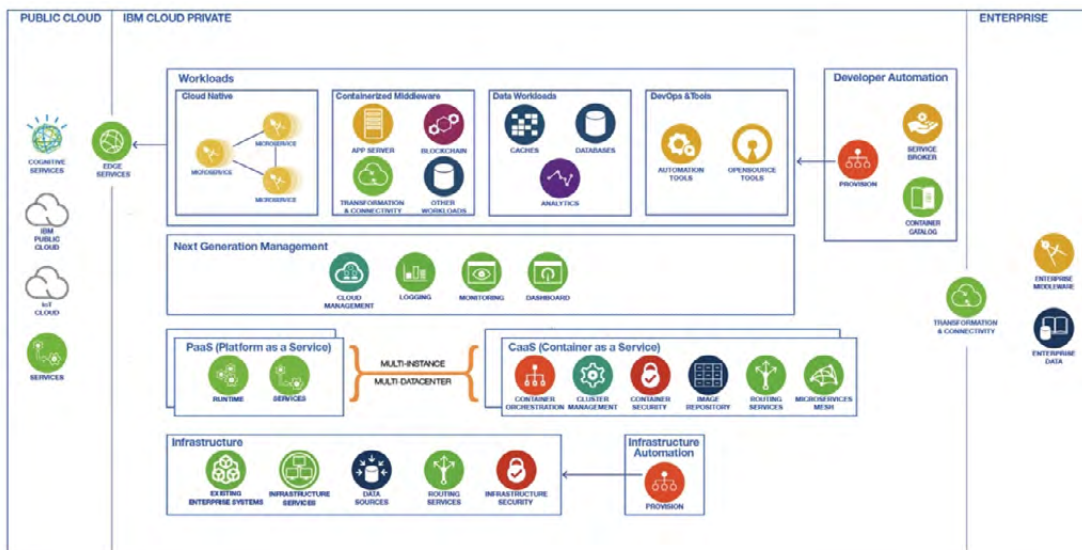 PUBLIC CLOUD
IBM CLOUD PRIVATE
ENTERPRISE
COGNITIVE
SERVICES
IBM
PUBLIC
CLOUD
IoT
CLOUD
SERVICES
EDGE
SERVICES
Workloads
Cloud Native
MICROSERVICE
MICROSERVICE
MICROSERVICE
Containerized Middleware
APP SERVER
BLOCKCHAIN
TRANSFORMATION
& CONNECTIVITY
OTHER
WORKLOADS
Data Workloads
CACHES
DATABASES
ANALYTICS
DevOps & Tools
AUTOMATION
TOOLS
OPENSOURCE
TOOLS
Developer Automation
PROVISION
SERVICE
BROKER
CONTAINER
CATALOG
Next Generation Management
CLOUD
MANAGEMENT
LOGGING
MONITORING
DASHBOARD
PaaS (Platform as a Service)
RUNTIME
SERVICES
MULTI-INSTANCE
MULTI-DATACENTER
CaaS (Container as a Service)
CONTAINER
ORCHESTRATION
CLUSTER
MANAGEMENT
CONTAINER
SECURITY
IMAGE
REPOSITORY
ROUTING
SERVICES
MICROSERVICES
MESH
Infrastructure
EXISTING
ENTERPRISE SYSTEMS
INFRASTRUCTURE
SERVICES
DATA
SOURCES
ROUTING
SERVICES
INFRASTRUCTURE
SECURITY
Infrastructure
Automation
PROVISION
TRANSFORMATION
& CONNECTIVITY
ENTERPRISE
MIDDLEWARE
ENTERPRISE
DATA